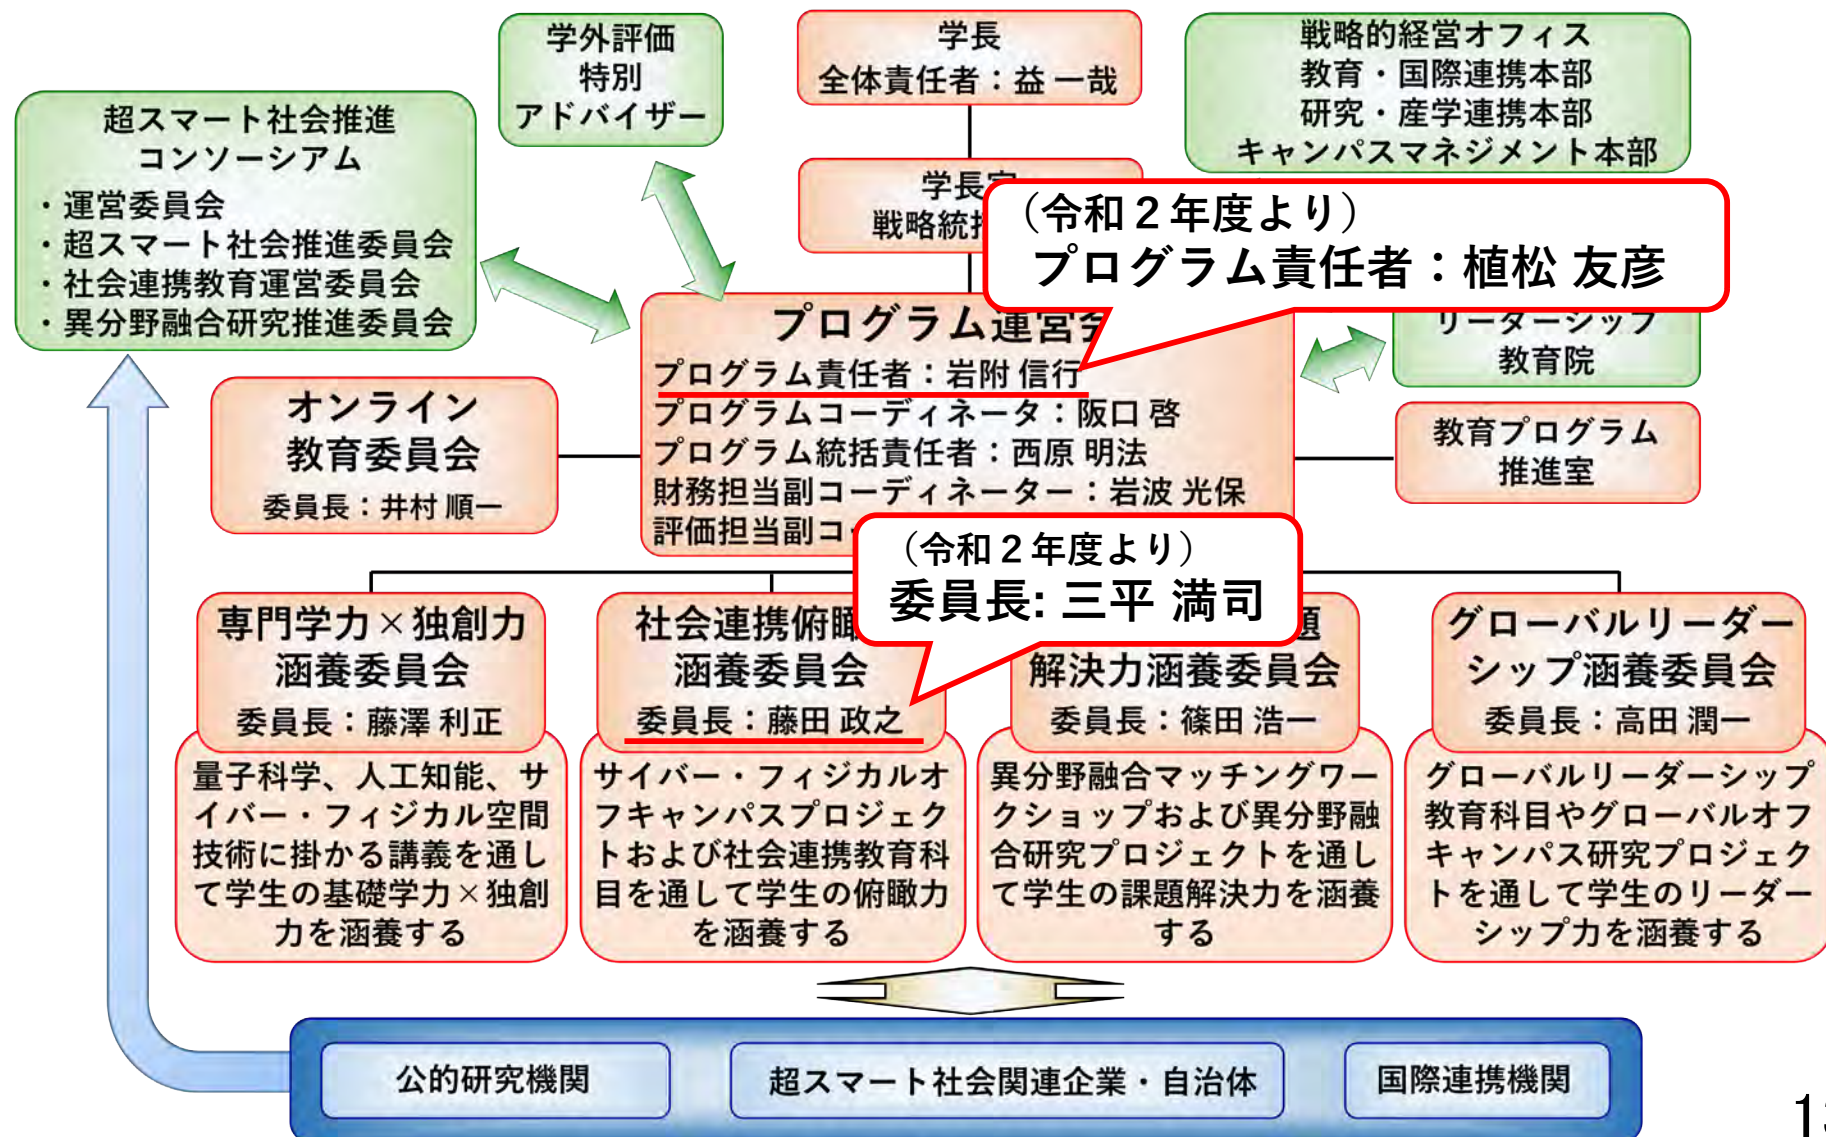 学外評価
特別
アドバイザー
学長
全体責任者：益 一哉
戦略的経営オフィス
教育・国際連携本部
研究・産学連携本部
キャンパスマネジメント本部
超スマート社会推進
コンソーシアム
・運営委員会
・超スマート社会推進委員会
・社会連携教育運営委員会
・異分野融合研究推進委員会
学長室
戦略統括
（令和２年度より）
プログラム責任者：植松 友彦
プログラム運営会
プログラム責任者：岩附 信行
プログラムコーディネータ：阪口 啓
プログラム統括責任者：西原 明法
財務担当副コーディネーター：岩波 光保
評価担当副コー
リーダーシップ
教育院
オンライン
教育委員会
委員長：井村 順一
教育プログラム
推進室
（令和２年度より）
委員長: 三平 満司
専門学力×独創力
涵養委員会
委員長：藤澤 利正
社会連携俯瞰
涵養委員会
委員長：藤田 政之
題
解決力涵養委員会
委員長：篠田 浩一
グローバルリーダー
シップ涵養委員会
委員長：高田 潤一
量子科学、人工知能、サ
イバー・フィジカル空間
技術に掛かる講義を通し
て学生の基礎学力×独創
力を涵養する
サイバー・フィジカルオ
フキャンパスプロジェク
トおよび社会連携教育科
目を通して学生の俯瞰力
を涵養する
異分野融合マッチングワー
クショップおよび異分野融
合研究プロジェクトを通し
て学生の課題解決力を涵養
する
グローバルリーダーシップ
教育科目やグローバルオフ
キャンパス研究プロジェク
トを通して学生のリーダー
シップ力を涵養する
公的研究機関
超スマート社会関連企業・自治体
国際連携機関